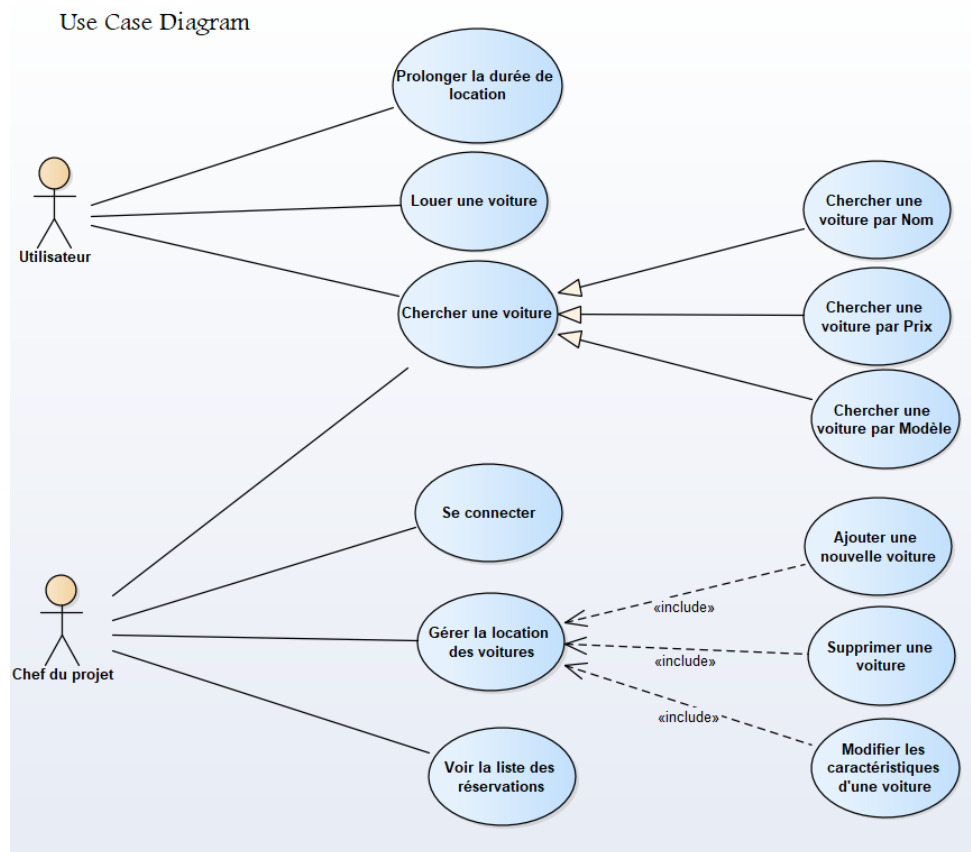 Use Case Diagram
Prolonger la durée de
location
Louer une voiture
Chercher une
voiture par Nom
Utilisateur
Chercher une voiture
Chercher une
voiture par Prix
Chercher une
voiture par Modèle
Se connecter
Ajouter une
nouvelle voiture
«include»
Gérer la location
des voitures
Supprimer une
voiture
«include»
Chef du projet
«include»
Voir la liste des
réservations
Modifier les
caractéristiques
d'une voiture